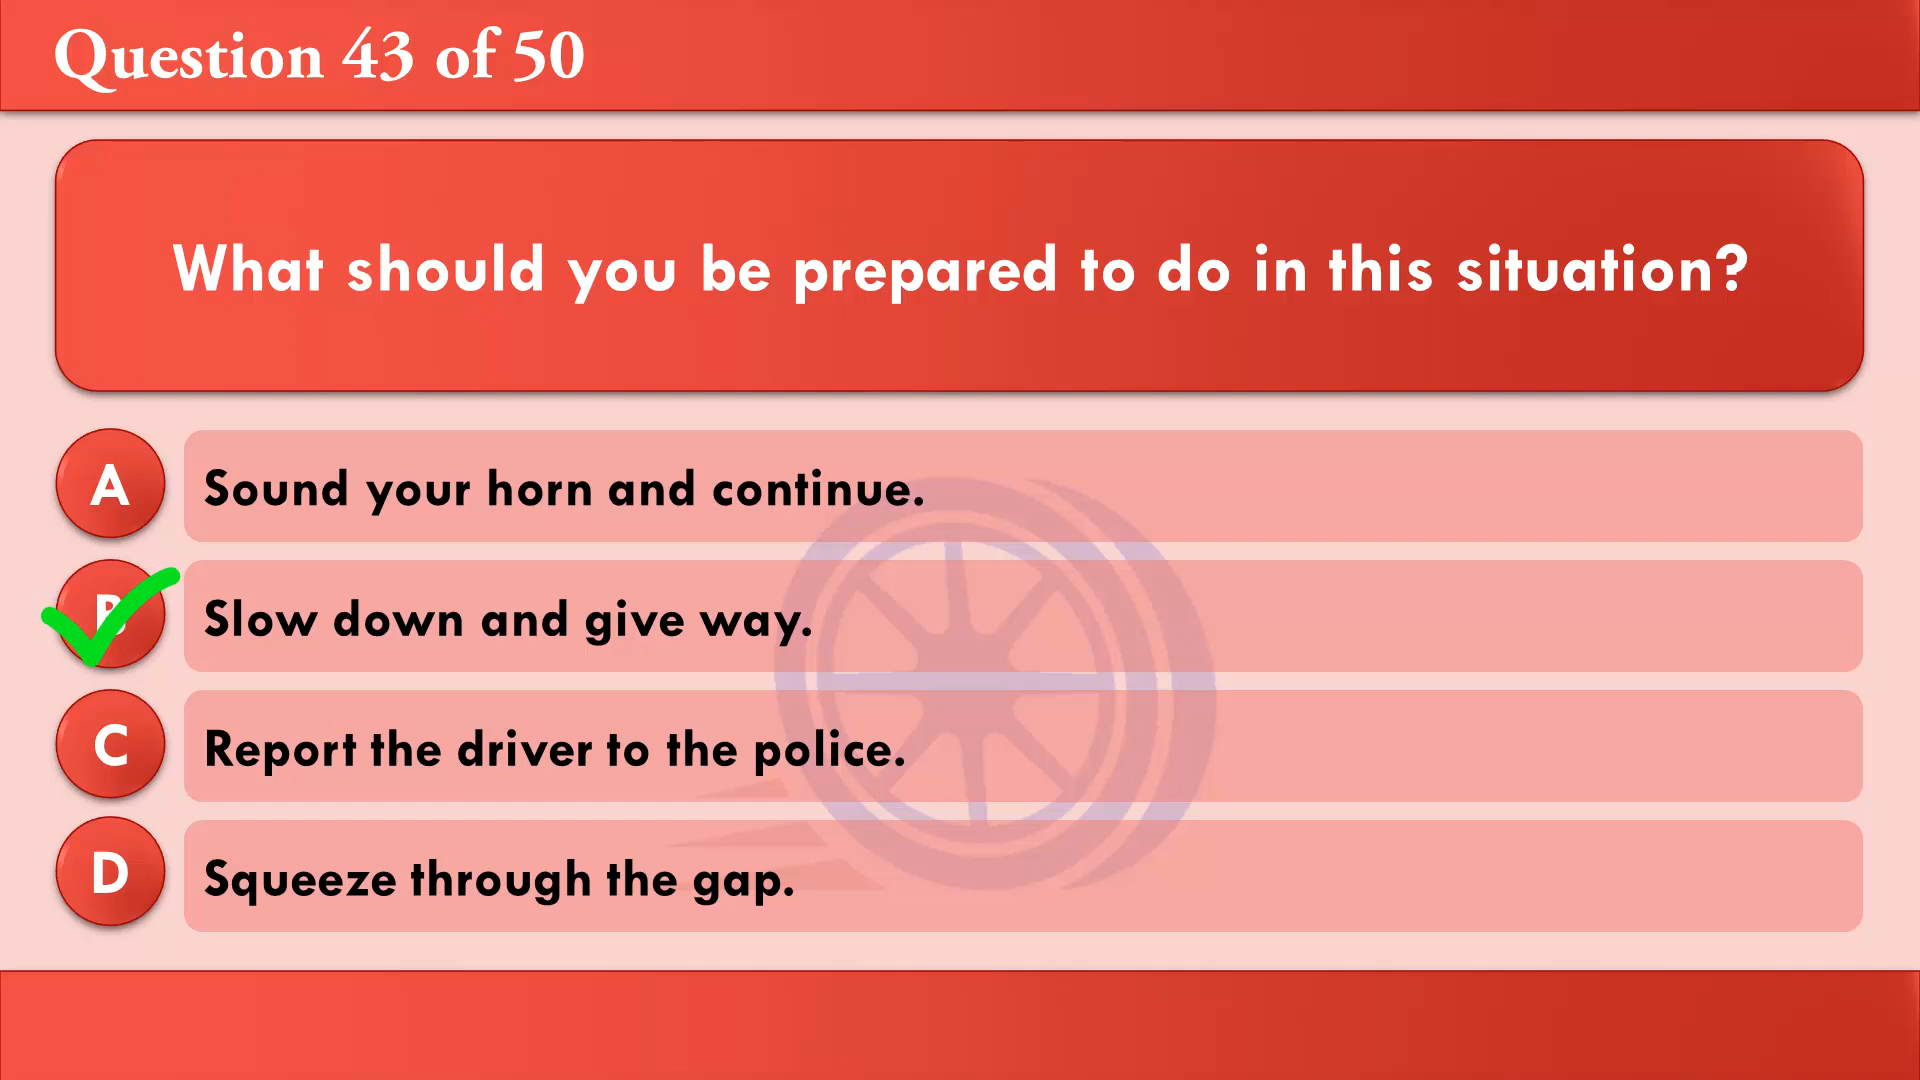 Question 43 of 50
What should you be prepared to do in this situation?
A
Sound your horn and continue.
B
Slow down and give way.
C
Report the driver to the police.
D
Squeeze through the gap.